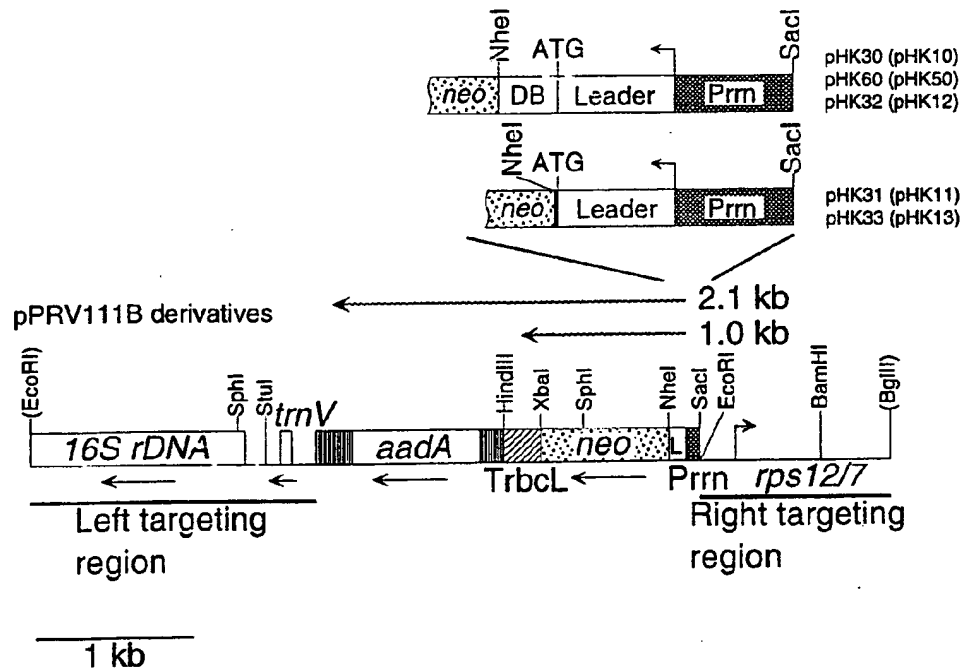 NheI
ATG
SacI
neo DB Leader Prrn
pHK30 (pHK10)
pHK60 (pHK50)
pHK32 (pHK12)
NheI
ATG
SacI
neo Leader Prrn
pHK31 (pHK11)
pHK33 (pHK13)
2.1 kb
pPRV111B derivatives
1.0 kb
(EcoRI) SphI StuI trnV HindIII XbaI SphI NheI SacI EcoRI BamHI (BglII)
16S rDNA aadA neo L
TrbcL Prrn rps12/7
Left targeting
region
Right targeting
region
1 kb